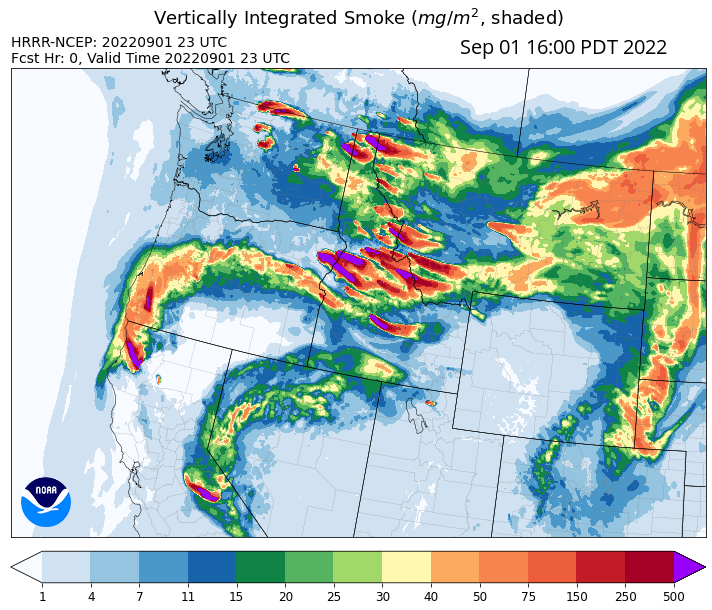 Vertically Integrated Smoke (mg/m², shaded)
HRRR-NCEP: 20220901 23 UTC
Fcst Hr: 0, Valid Time 20220901 23 UTC
Sep 01 16:00 PDT 2022
NOAA
1 4 7 11 15 20 25 30 40 50 75 150 250 500